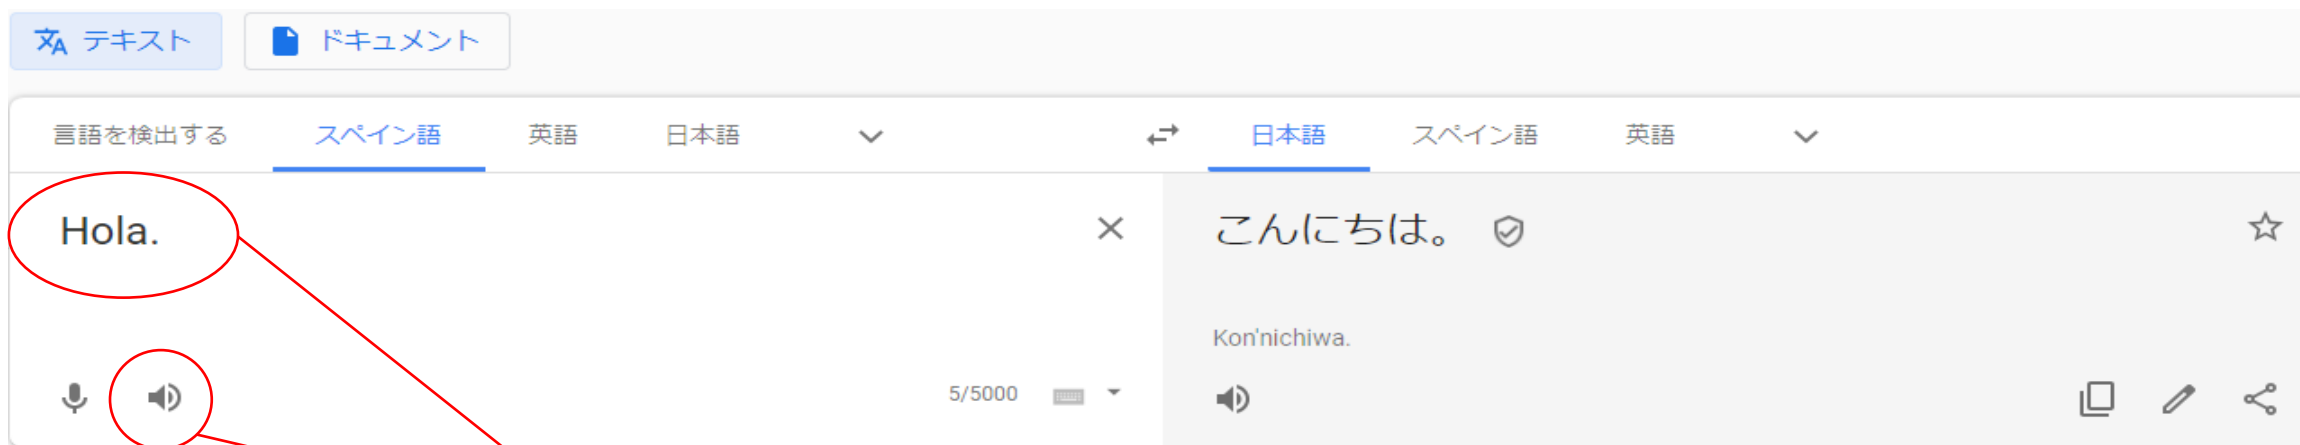 テキスト ドキュメント
言語を検出する スペイン語 英語 日本語 日本語 スペイン語 英語
Hola. こんにちは。
Kon'nichiwa.
5/5000